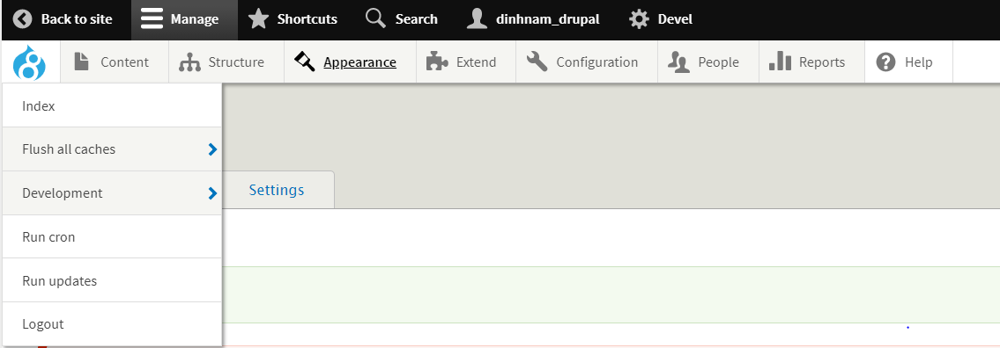 Back to site Manage Shortcuts Search dinhnam_drupal Devel
Content Structure Appearance Extend Configuration People Reports Help
Index
Flush all caches
Development
Settings
Run cron
Run updates
Logout